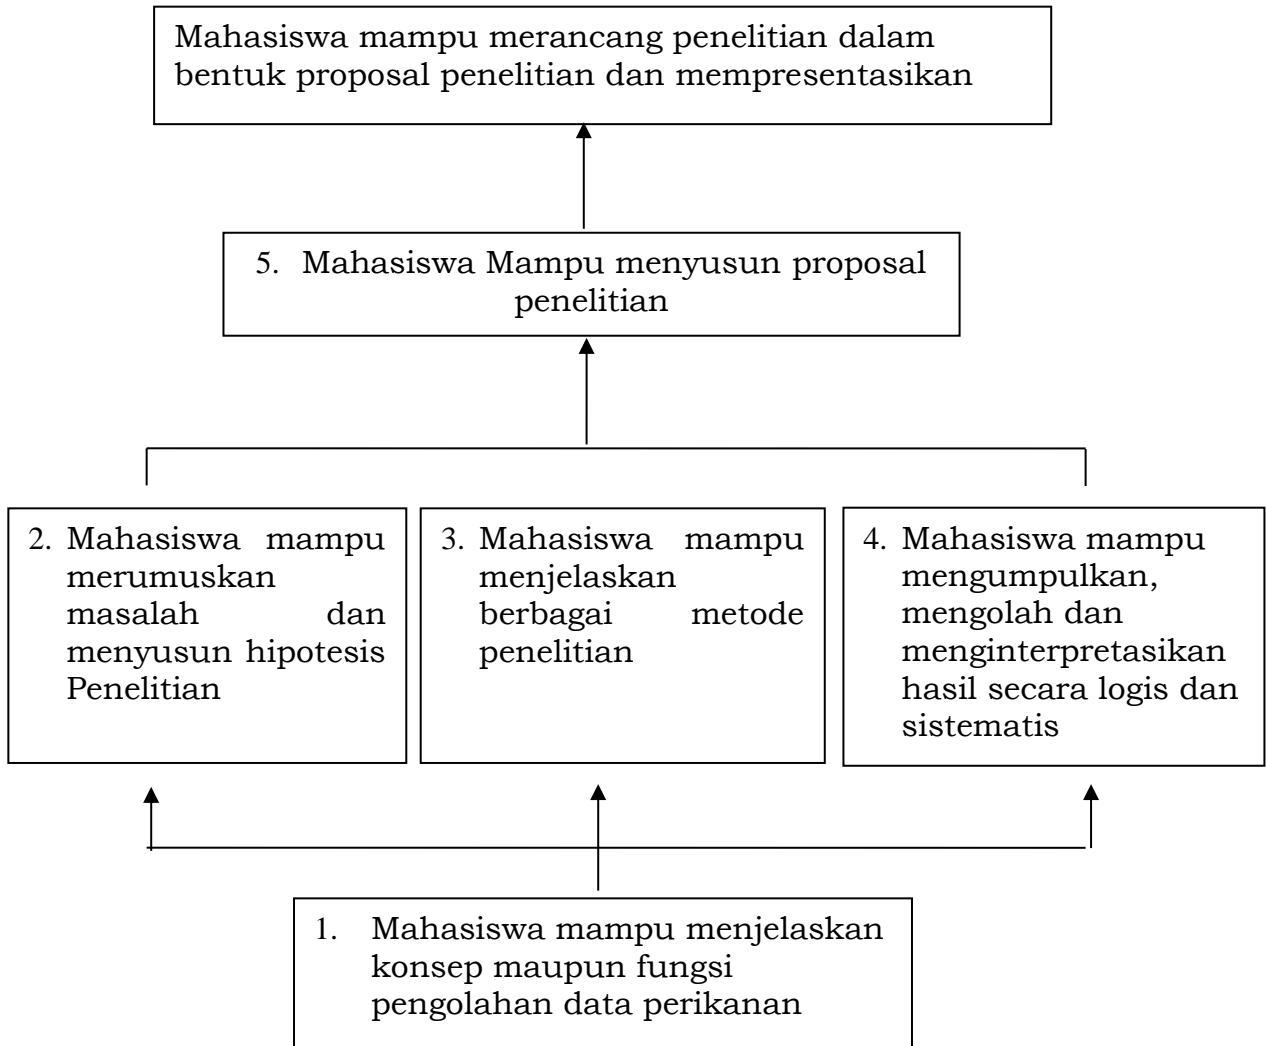 Mahasiswa mampu merancang penelitian dalam
bentuk proposal penelitian dan mempresentasikan
5. Mahasiswa Mampu menyusun proposal
penelitian
2. Mahasiswa mampu
merumuskan
masalah dan
menyusun hipotesis
Penelitian
3. Mahasiswa mampu
menjelaskan
berbagai metode
penelitian
4. Mahasiswa mampu
mengumpulkan,
mengolah dan
menginterpretasikan
hasil secara logis dan
sistematis
1. Mahasiswa mampu menjelaskan
konsep maupun fungsi
pengolahan data perikanan